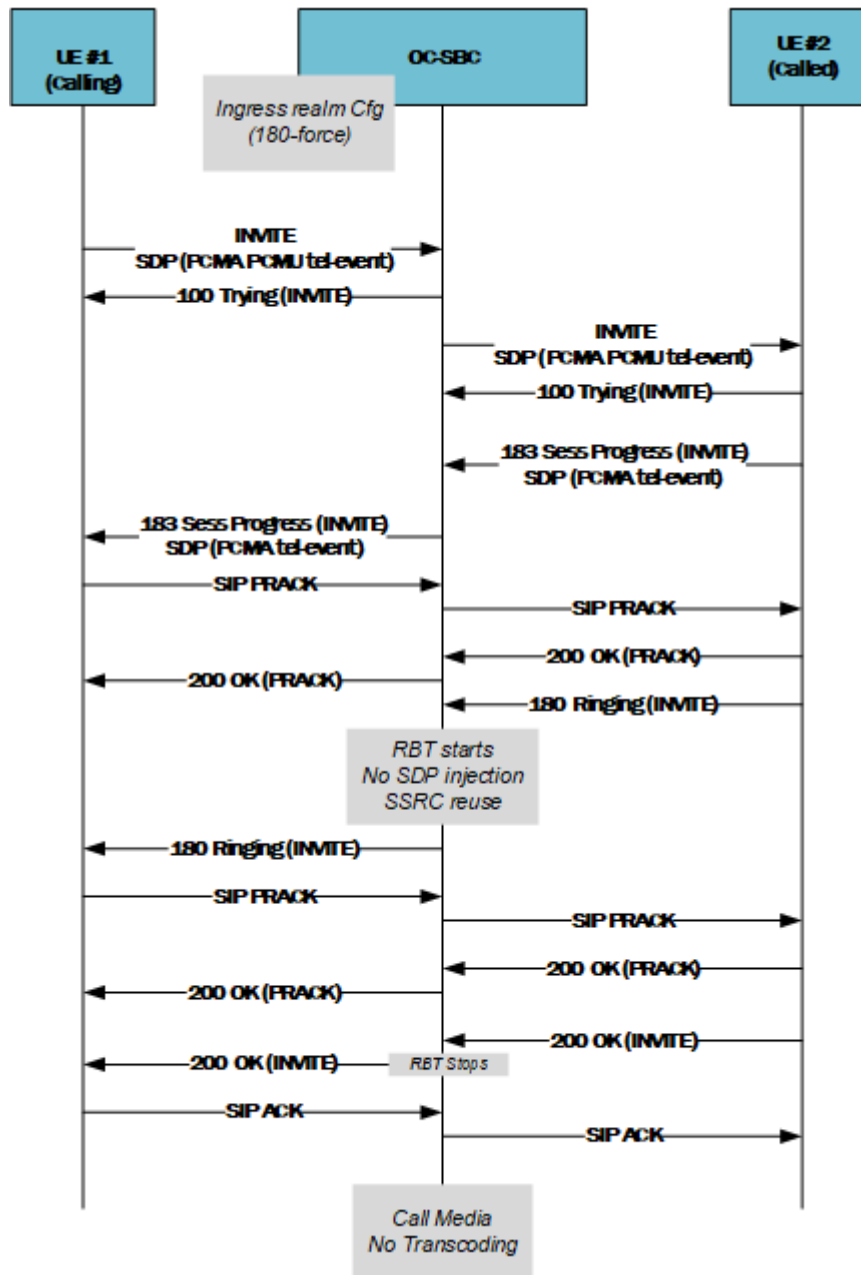 UE #1
(Calling)
OC-SBC
UE #2
(Called)
Ingress realm Cfg
(180-force)
INVITE
SDP (PCMA PCMU tel-event)
100 Trying (INVITE)
INVITE
SDP (PCMA PCMU tel-event)
100 Trying (INVITE)
183 Sess Progress (INVITE)
SDP (PCMA tel-event)
183 Sess Progress (INVITE)
SDP (PCMA tel-event)
SIP PRACK
SIP PRACK
200 OK (PRACK)
200 OK (PRACK)
180 Ringing (INVITE)
RBT starts
No SDP injection
SSRC reuse
180 Ringing (INVITE)
SIP PRACK
SIP PRACK
200 OK (PRACK)
200 OK (PRACK)
200 OK (INVITE)
200 OK (INVITE)
RBT Stops
SIP ACK
SIP ACK
Call Media
No Transcoding